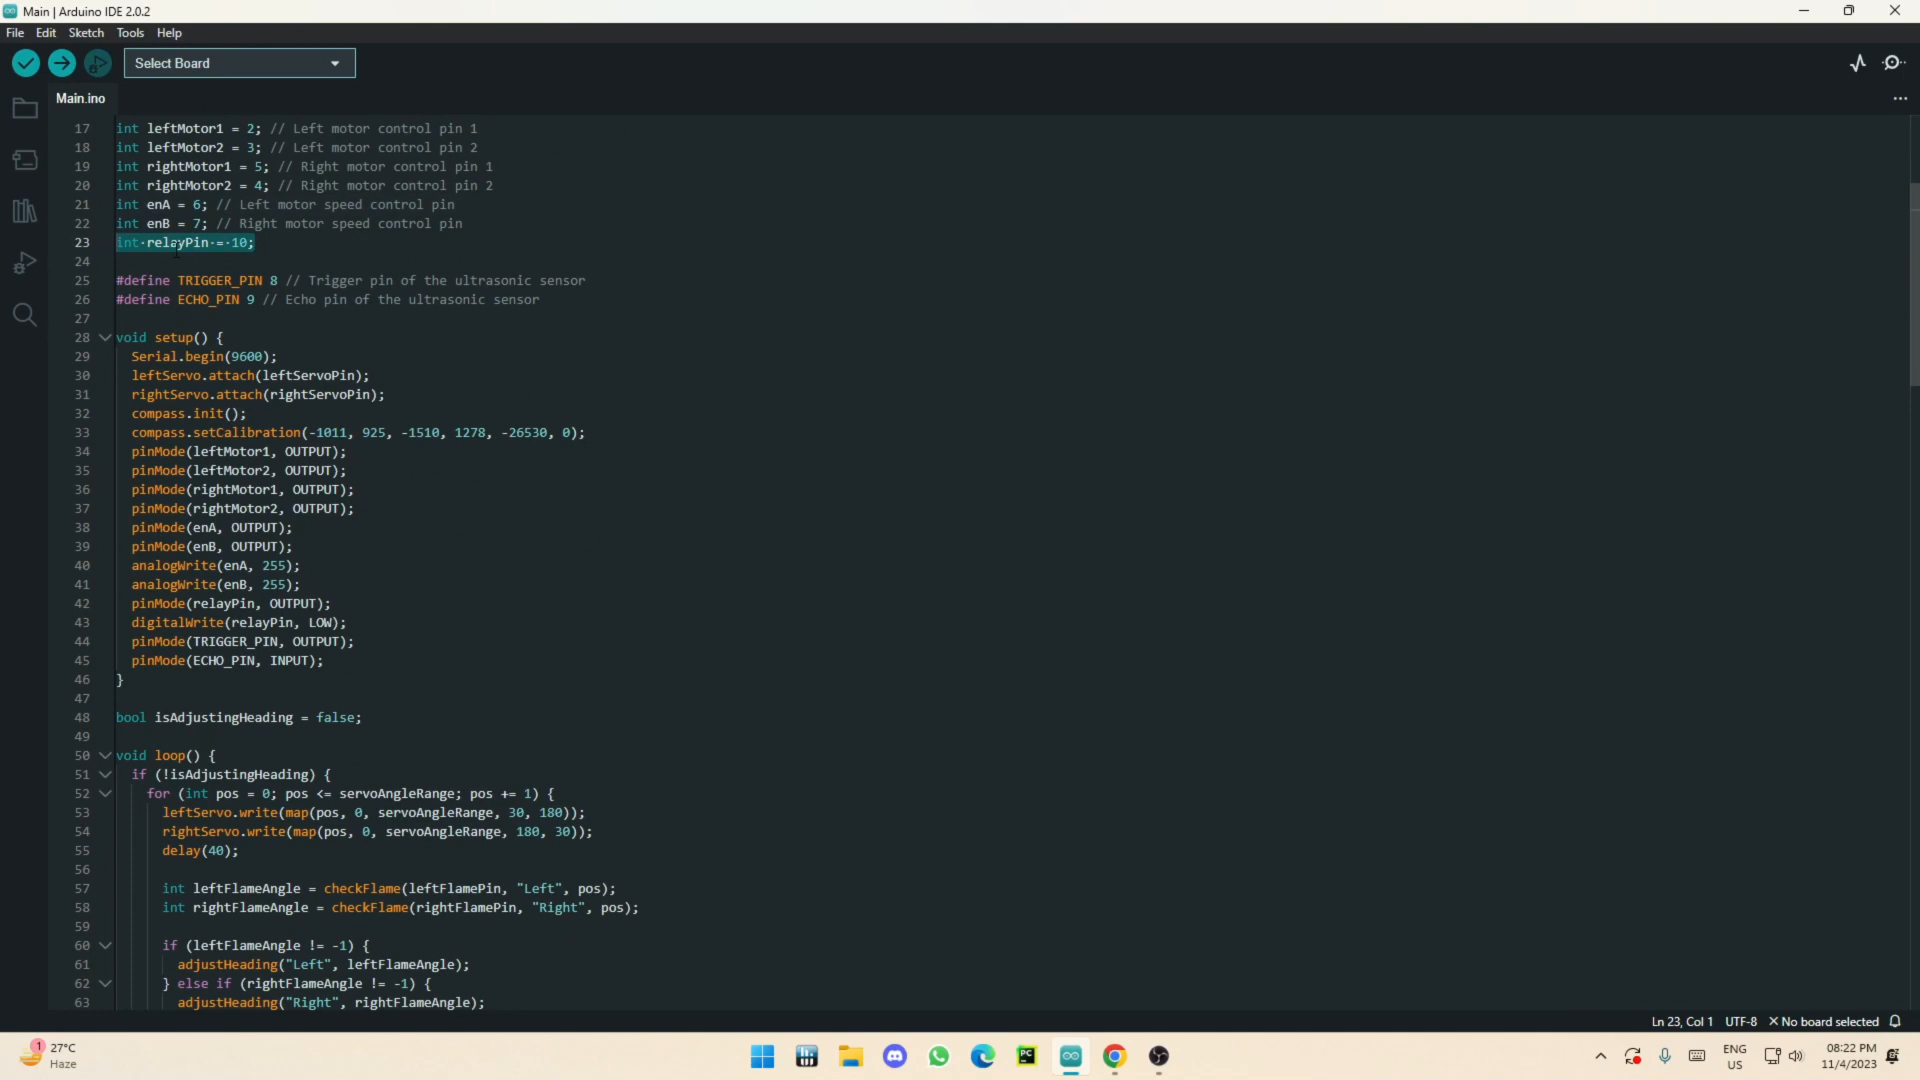 Main | Arduino IDE 2.0.2
File Edit Sketch Tools Help
Select Board
Main.ino
17 int leftMotor1 = 2; // Left motor control pin 1
18 int leftMotor2 = 3; // Left motor control pin 2
19 int rightMotor1 = 5; // Right motor control pin 1
20 int rightMotor2 = 4; // Right motor control pin 2
21 int enA = 6; // Left motor speed control pin
22 int enB = 7; // Right motor speed control pin
23 int·relayPin·=·10;
24
25 #define TRIGGER_PIN 8 // Trigger pin of the ultrasonic sensor
26 #define ECHO_PIN 9 // Echo pin of the ultrasonic sensor
27
28 void setup() {
29 Serial.begin(9600);
30 leftServo.attach(leftServoPin);
31 rightServo.attach(rightServoPin);
32 compass.init();
33 compass.setCalibration(-1011, 925, -1510, 1278, -26530, 0);
34 pinMode(leftMotor1, OUTPUT);
35 pinMode(leftMotor2, OUTPUT);
36 pinMode(rightMotor1, OUTPUT);
37 pinMode(rightMotor2, OUTPUT);
38 pinMode(enA, OUTPUT);
39 pinMode(enB, OUTPUT);
40 analogWrite(enA, 255);
41 analogWrite(enB, 255);
42 pinMode(relayPin, OUTPUT);
43 digitalWrite(relayPin, LOW);
44 pinMode(TRIGGER_PIN, OUTPUT);
45 pinMode(ECHO_PIN, INPUT);
46 }
47
48 bool isAdjustingHeading = false;
49
50 void loop() {
51 if (!isAdjustingHeading) {
52 for (int pos = 0; pos <= servoAngleRange; pos += 1) {
53 leftServo.write(map(pos, 0, servoAngleRange, 30, 180));
54 rightServo.write(map(pos, 0, servoAngleRange, 180, 30));
55 delay(40);
56
57 int leftFlameAngle = checkFlame(leftFlamePin, "Left", pos);
58 int rightFlameAngle = checkFlame(rightFlamePin, "Right", pos);
59
60 if (leftFlameAngle != -1) {
61 adjustHeading("Left", leftFlameAngle);
62 } else if (rightFlameAngle != -1) {
63 adjustHeading("Right", rightFlameAngle);
Ln 23, Col 1 UTF-8 No board selected
1 27°C
Haze
PC
ENG
US
08:22 PM
11/4/2023